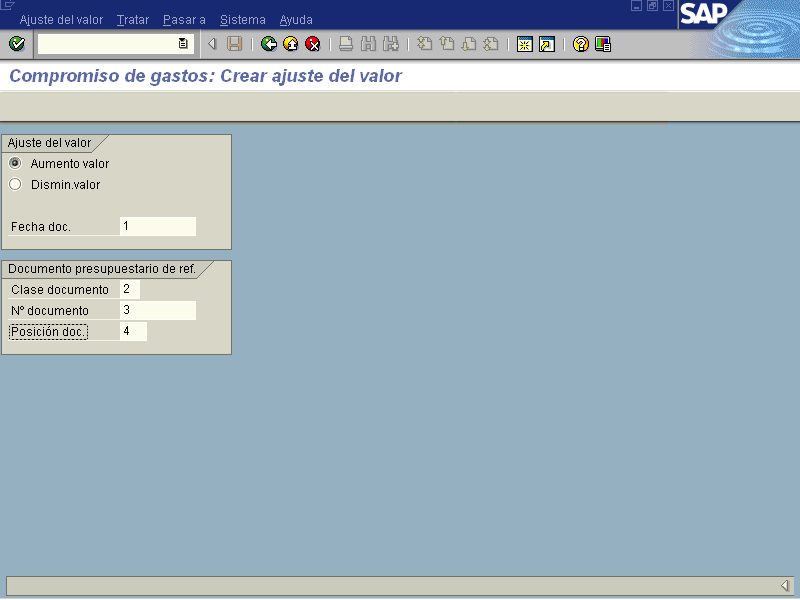 Ajuste del valor Tratar Pasar a Sistema Ayuda
SAP
Compromiso de gastos: Crear ajuste del valor
Ajuste del valor
Aumento valor
Dismin.valor
Fecha doc. 1
Documento presupuestario de ref.
Clase documento 2
Nº documento 3
Posición doc. 4